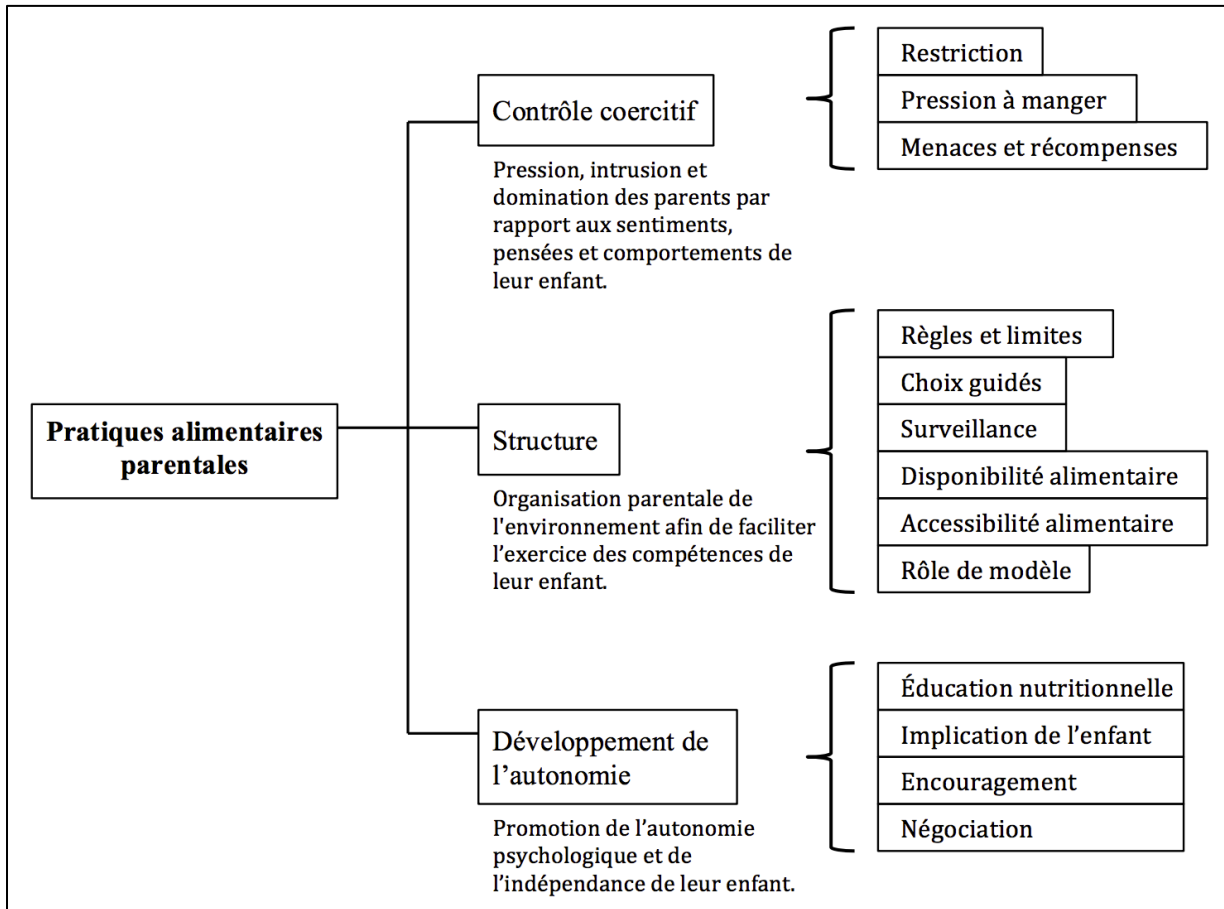 Pratiques alimentaires
parentales
Contrôle coercitif
Pression, intrusion et
domination des parents par
rapport aux sentiments,
pensées et comportements de
leur enfant.
Restriction
Pression à manger
Menaces et récompenses
Structure
Organisation parentale de
l'environnement afin de faciliter
l’exercice des compétences de
leur enfant.
Règles et limites
Choix guidés
Surveillance
Disponibilité alimentaire
Accessibilité alimentaire
Rôle de modèle
Développement de
l’autonomie
Promotion de l’autonomie
psychologique et de
l’indépendance de leur enfant.
Éducation nutritionnelle
Implication de l’enfant
Encouragement
Négociation